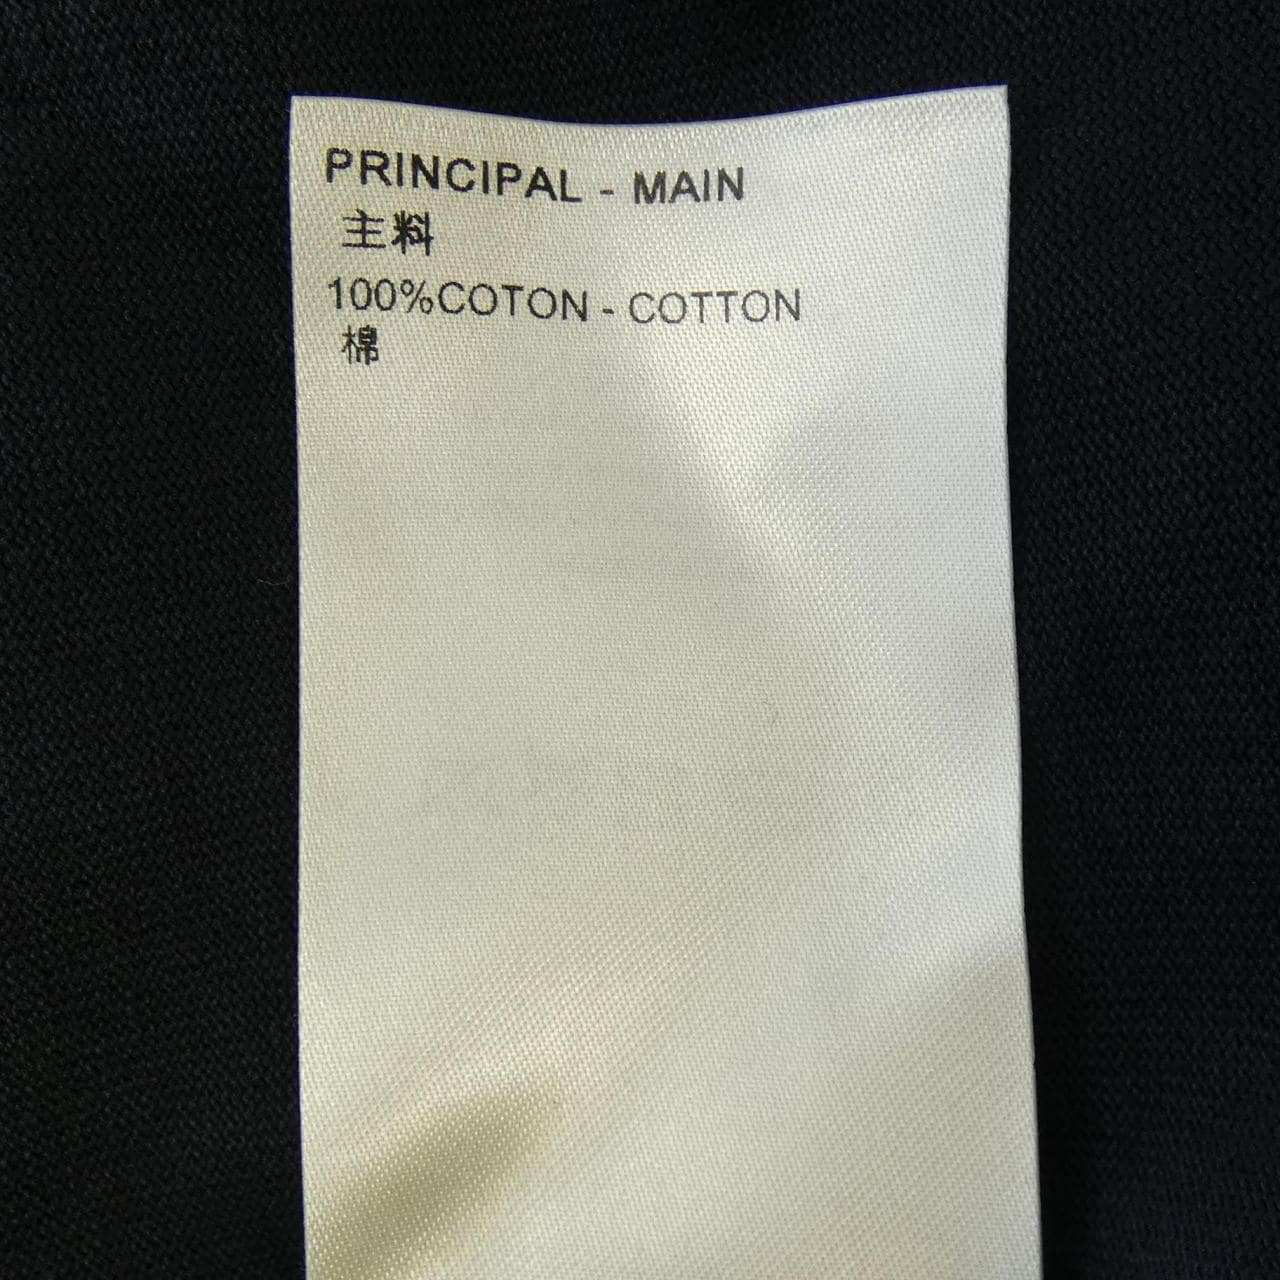 PRINCIPAL - MAIN
主料
100%COTON - COTTON
棉